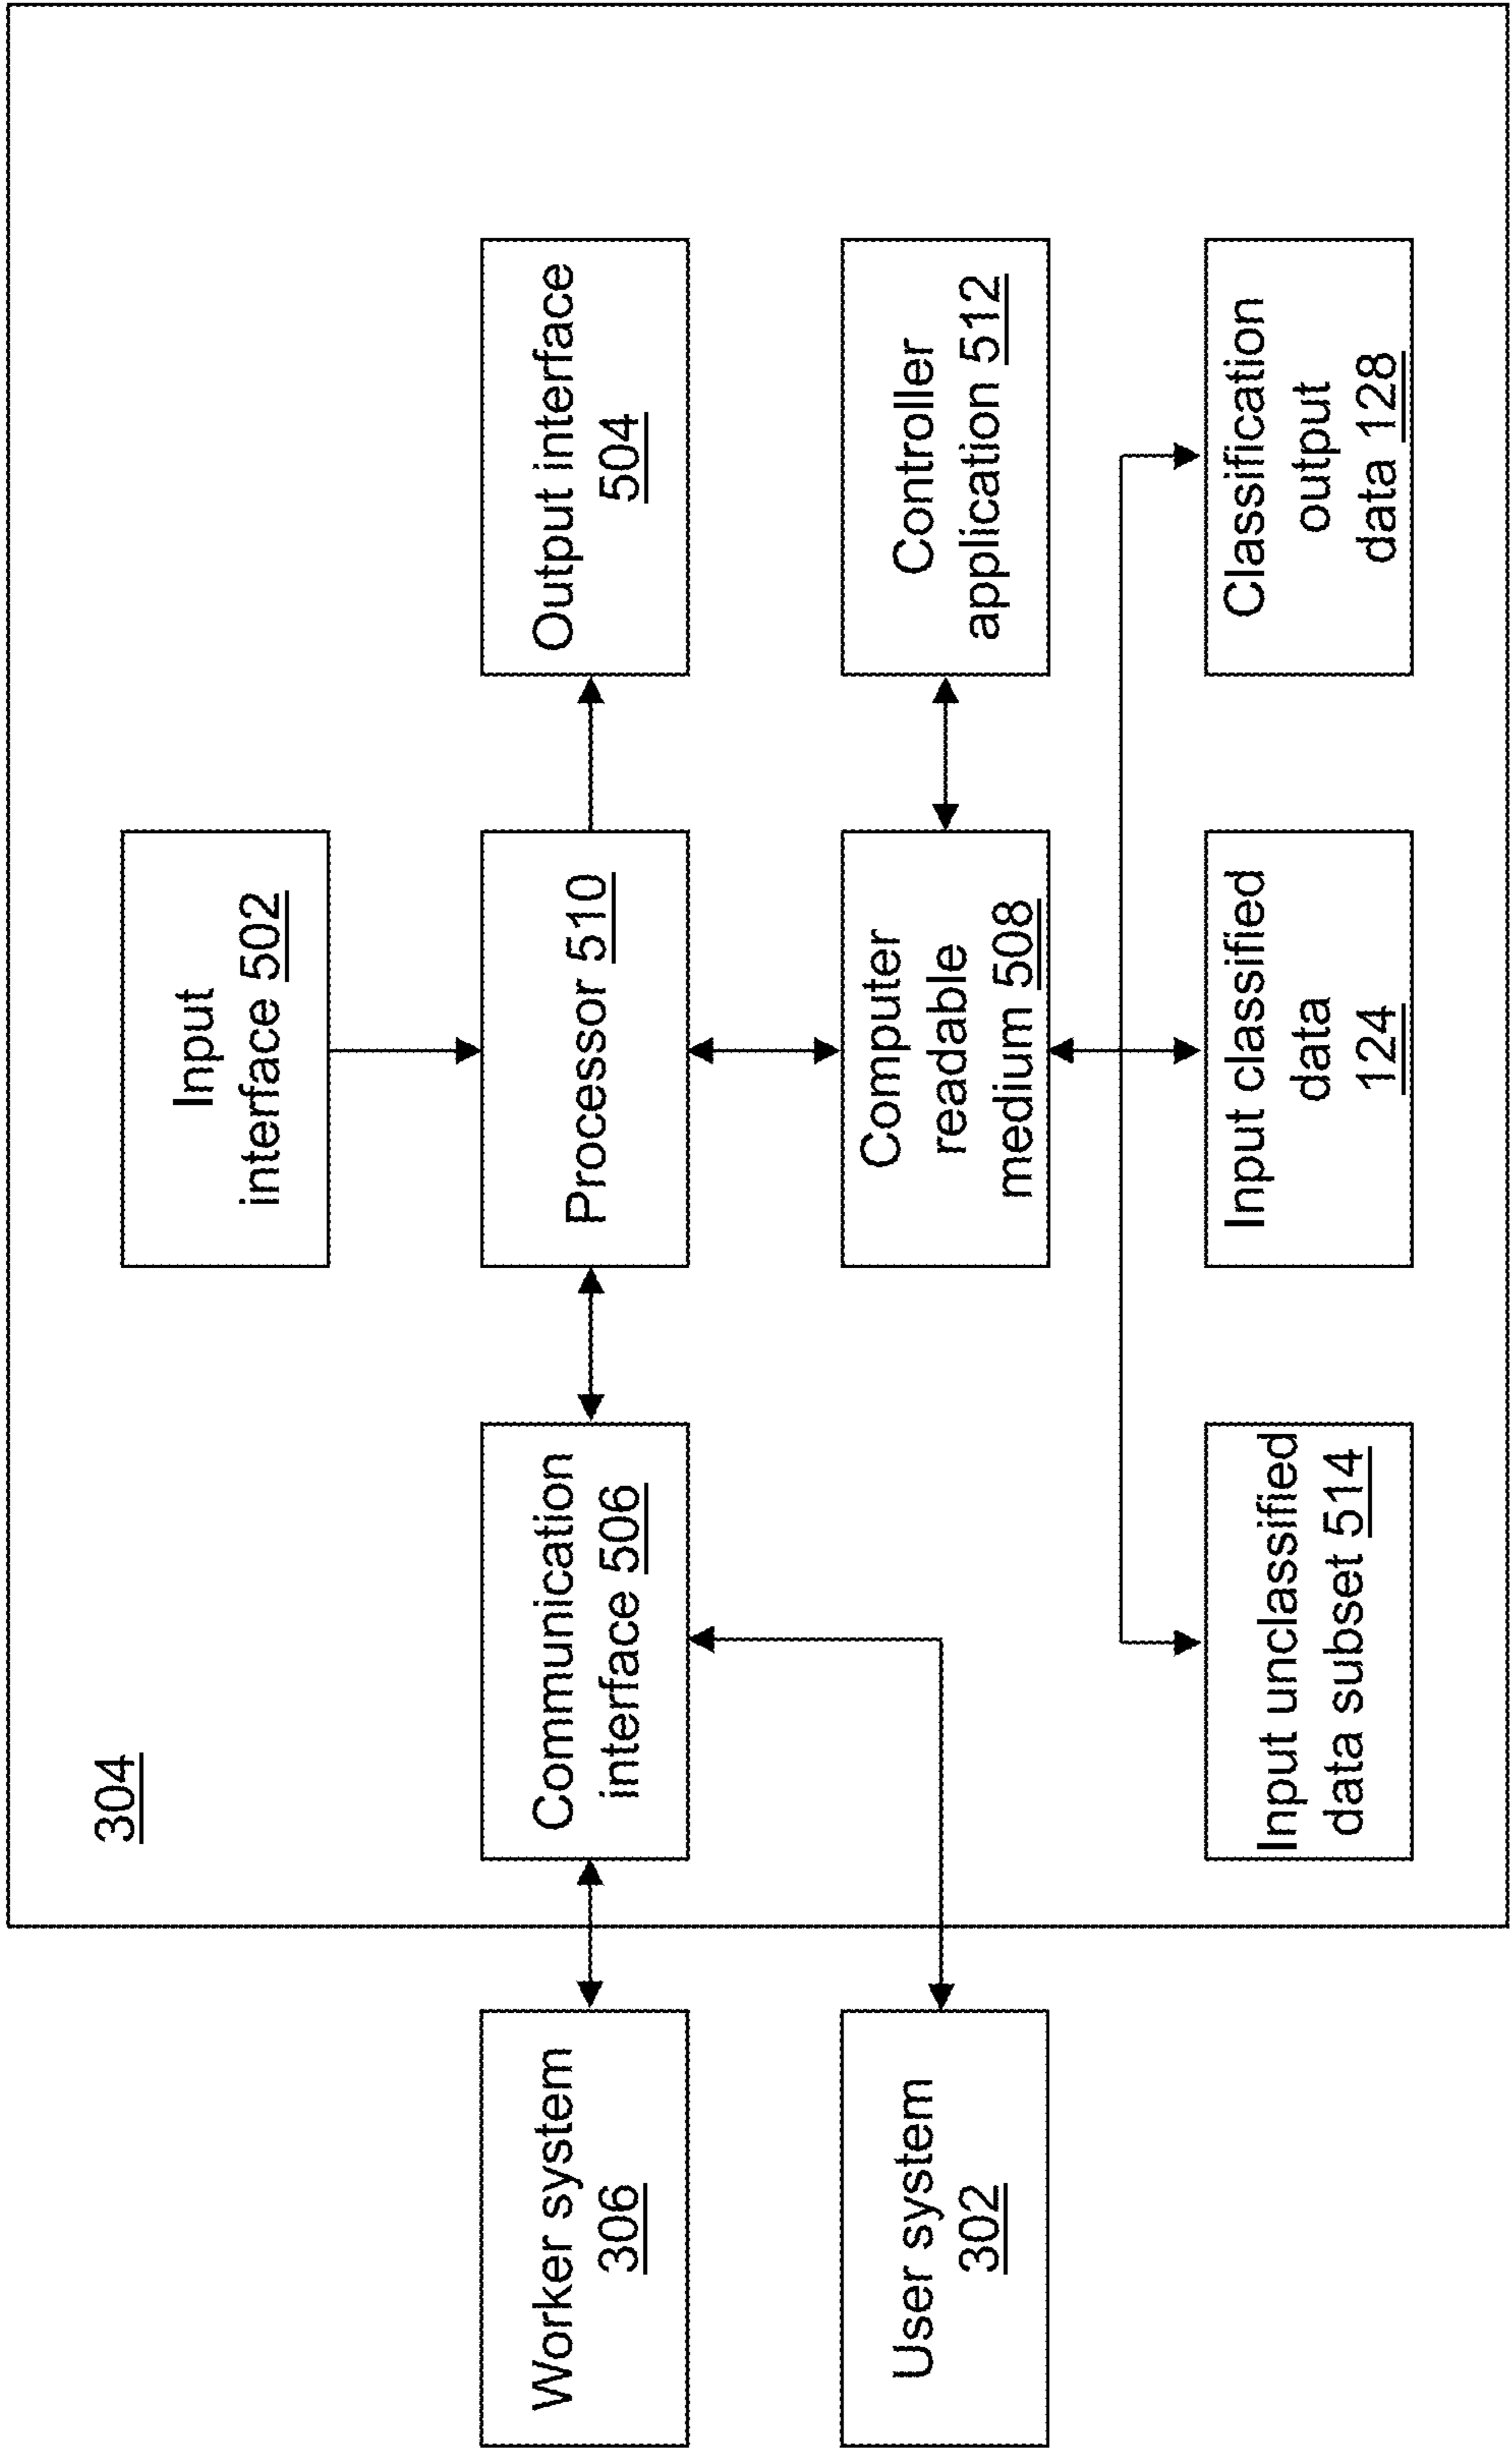 304
Input
interface 502
Worker system
306
Communication
interface 506
Processor 510
Output interface
504
User system
302
Computer
readable
medium 508
Controller
application 512
Input unclassified
data subset 514
Input classified
data
124
Classification
output
data 128